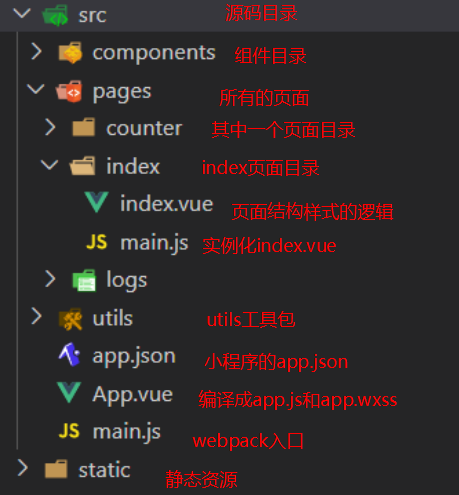 src 源码目录
components 组件目录
pages 所有的页面
counter 其中一个页面目录
index index页面目录
index.vue 页面结构样式的逻辑
JS main.js 实例化index.vue
logs
utils utils工具包
app.json 小程序的app.json
App.vue 编译成app.js和app.wxss
JS main.js webpack入口
static 静态资源